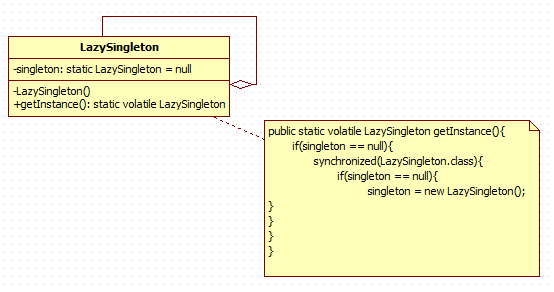 LazySingleton
-singleton: static LazySingleton = null
-LazySingleton()
+getInstance(): static volatile LazySingleton
public static volatile LazySingleton getInstance(){
if(singleton == null){
synchronized(LazySingleton.class){
if(singleton == null){
singleton = new LazySingleton();
}
}
}
}